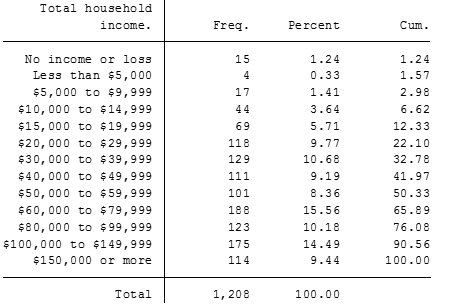 Total household
income. Freq. Percent Cum.
No income or loss 15 1.24 1.24
Less than $5,000 4 0.33 1.57
$5,000 to $9,999 17 1.41 2.98
$10,000 to $14,999 44 3.64 6.62
$15,000 to $19,999 69 5.71 12.33
$20,000 to $29,999 118 9.77 22.10
$30,000 to $39,999 129 10.68 32.78
$40,000 to $49,999 111 9.19 41.97
$50,000 to $59,999 101 8.36 50.33
$60,000 to $79,999 188 15.56 65.89
$80,000 to $99,999 123 10.18 76.08
$100,000 to $149,999 175 14.49 90.56
$150,000 or more 114 9.44 100.00
Total 1,208 100.00